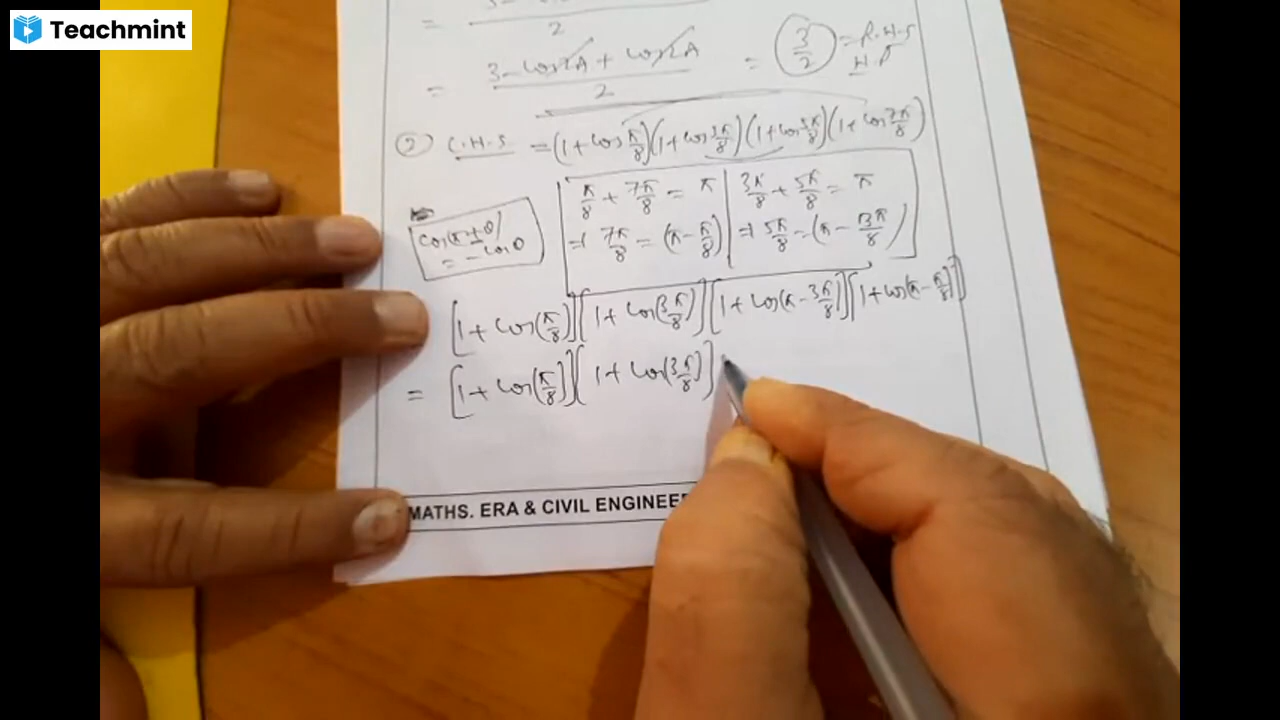 Teachmint
= 2
= 3 - cos2A + cos2A / 2 = 3/2 = R.H.S
H.P
② L.H.S = (1+cos π/8)(1+cos 3π/8)(1+cos 5π/8)(1+cos 7π/8)
π/8 + 7π/8 = π | 3π/8 + 5π/8 = π
cos(π±θ) = -cosθ
⇒ 7π/8 = (π - π/8) | ⇒ 5π/8 = (π - 3π/8)
[1+cos(π/8)][1+cos(3π/8)][1+cos(π-3π/8)][1+cos(π-π/8)]
= [1+cos(π/8)][1+cos(3π/8)]
MATHS. ERA & CIVIL ENGINEER